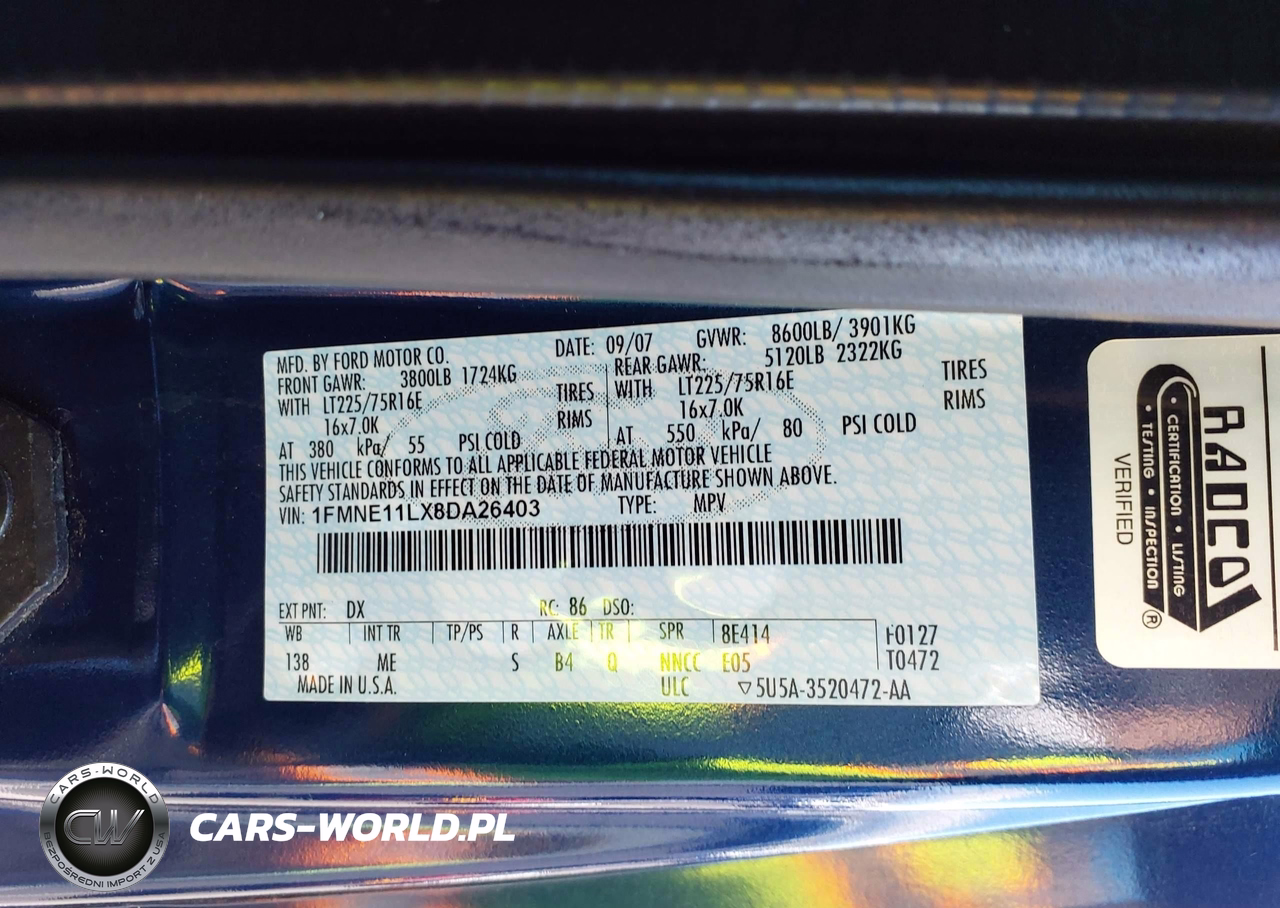 MFD. BY FORD MOTOR CO.
DATE: 09/07
GVWR: 8600LB/ 3901KG
FRONT GAWR: 3800LB 1724KG
REAR GAWR: 5120LB 2322KG
WITH LT225/75R16E TIRES
WITH LT225/75R16E TIRES
16x7.0K RIMS
16x7.0K RIMS
AT 380 kPa/ 55 PSI COLD
AT 550 kPa/ 80 PSI COLD
THIS VEHICLE CONFORMS TO ALL APPLICABLE FEDERAL MOTOR VEHICLE
SAFETY STANDARDS IN EFFECT ON THE DATE OF MANUFACTURE SHOWN ABOVE.
VIN: 1FMNE11LX8DA26403 TYPE: MPV
EXT PNT: DX RC: 86 DSO:
WB INT TR TP/PS R AXLE TR SPR 8E414 F0127
138 ME S B4 Q NNCC E05 T0472
MADE IN U.S.A. ULC ▽5U5A-3520472-AA
RADCO
• CERTIFICATION • LISTING
• TESTING • INSPECTION
®
VERIFIED
CARS-WORLD
CW
BEZPOŚREDNI IMPORT Z USA
CARS-WORLD.PL